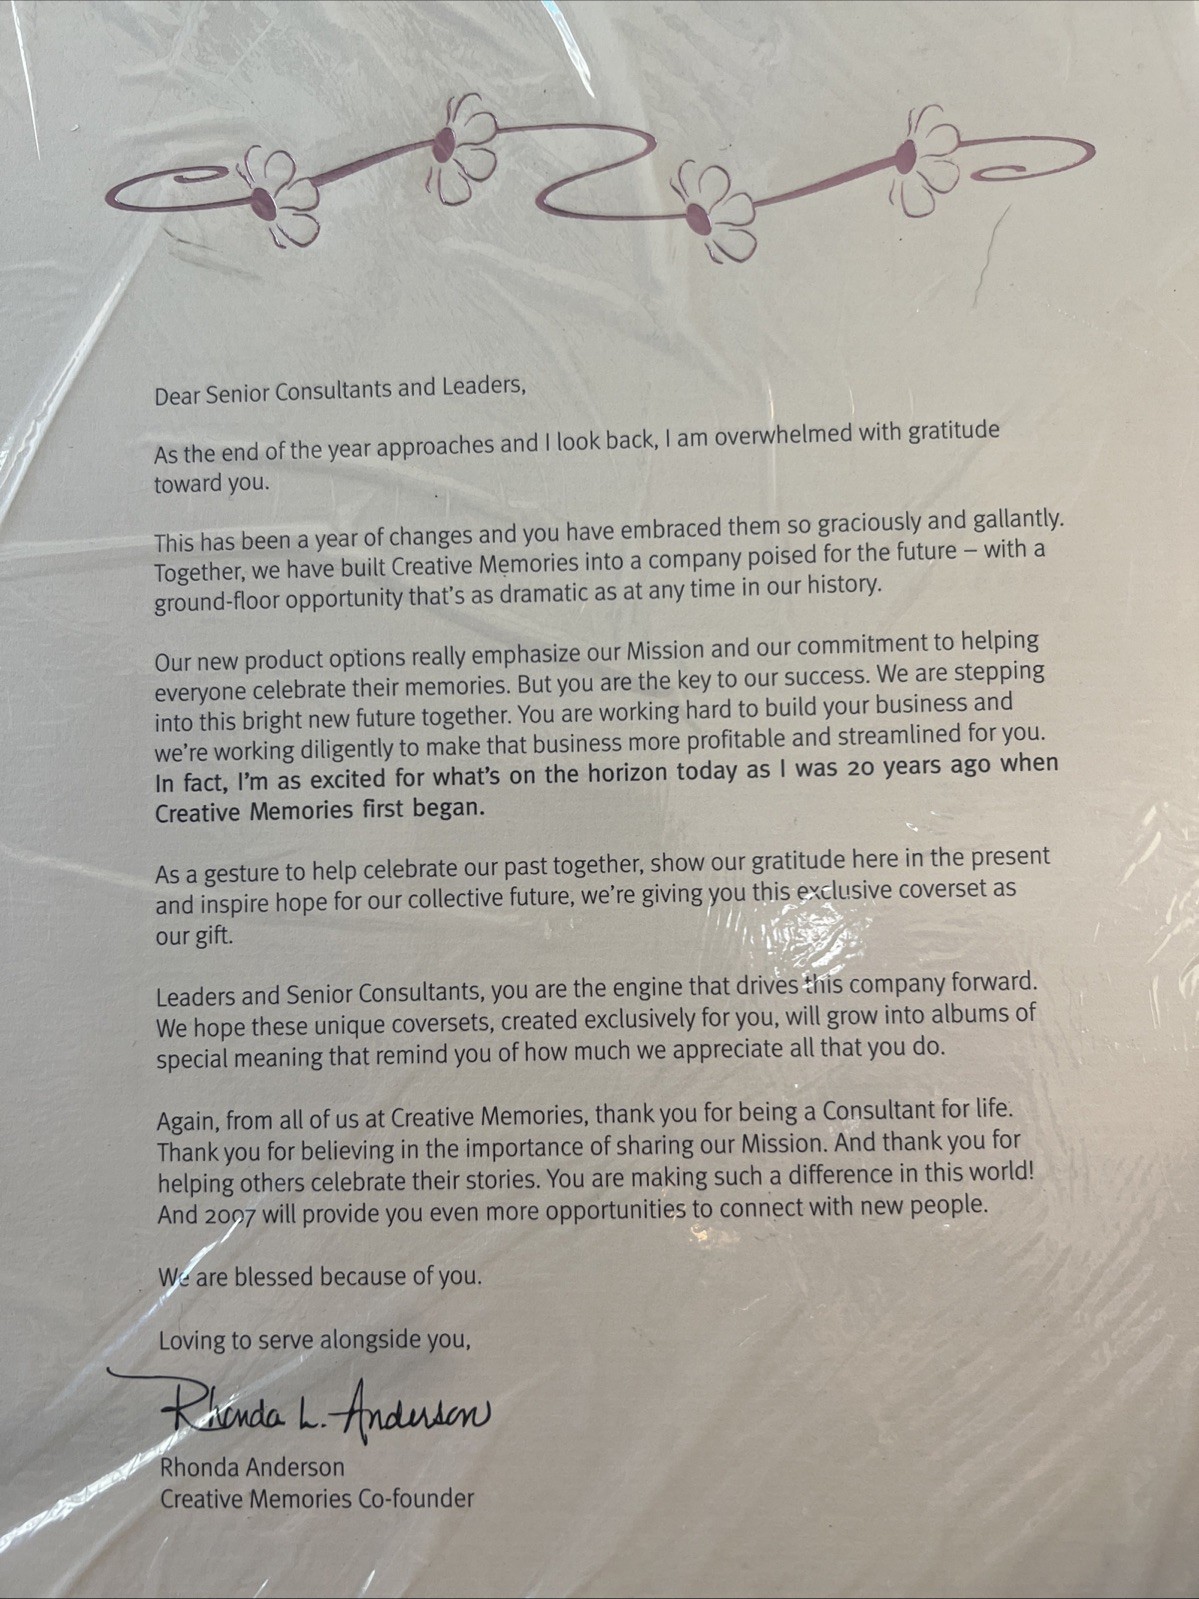 Dear Senior Consultants and Leaders,
As the end of the year approaches and I look back, I am overwhelmed with gratitude
toward you.
This has been a year of changes and you have embraced them so graciously and gallantly.
Together, we have built Creative Memories into a company poised for the future – with a
ground-floor opportunity that's as dramatic as at any time in our history.
Our new product options really emphasize our Mission and our commitment to helping
everyone celebrate their memories. But you are the key to our success. We are stepping
into this bright new future together. You are working hard to build your business and
we're working diligently to make that business more profitable and streamlined for you.
In fact, I'm as excited for what's on the horizon today as I was 20 years ago when
Creative Memories first began.
As a gesture to help celebrate our past together, show our gratitude here in the present
and inspire hope for our collective future, we're giving you this exclusive coverset as
our gift.
Leaders and Senior Consultants, you are the engine that drives this company forward.
We hope these unique coversets, created exclusively for you, will grow into albums of
special meaning that remind you of how much we appreciate all that you do.
Again, from all of us at Creative Memories, thank you for being a Consultant for life.
Thank you for believing in the importance of sharing our Mission. And thank you for
helping others celebrate their stories. You are making such a difference in this world!
And 2007 will provide you even more opportunities to connect with new people.
We are blessed because of you.
Loving to serve alongside you,
Rhonda L. Anderson
Rhonda Anderson
Creative Memories Co-founder